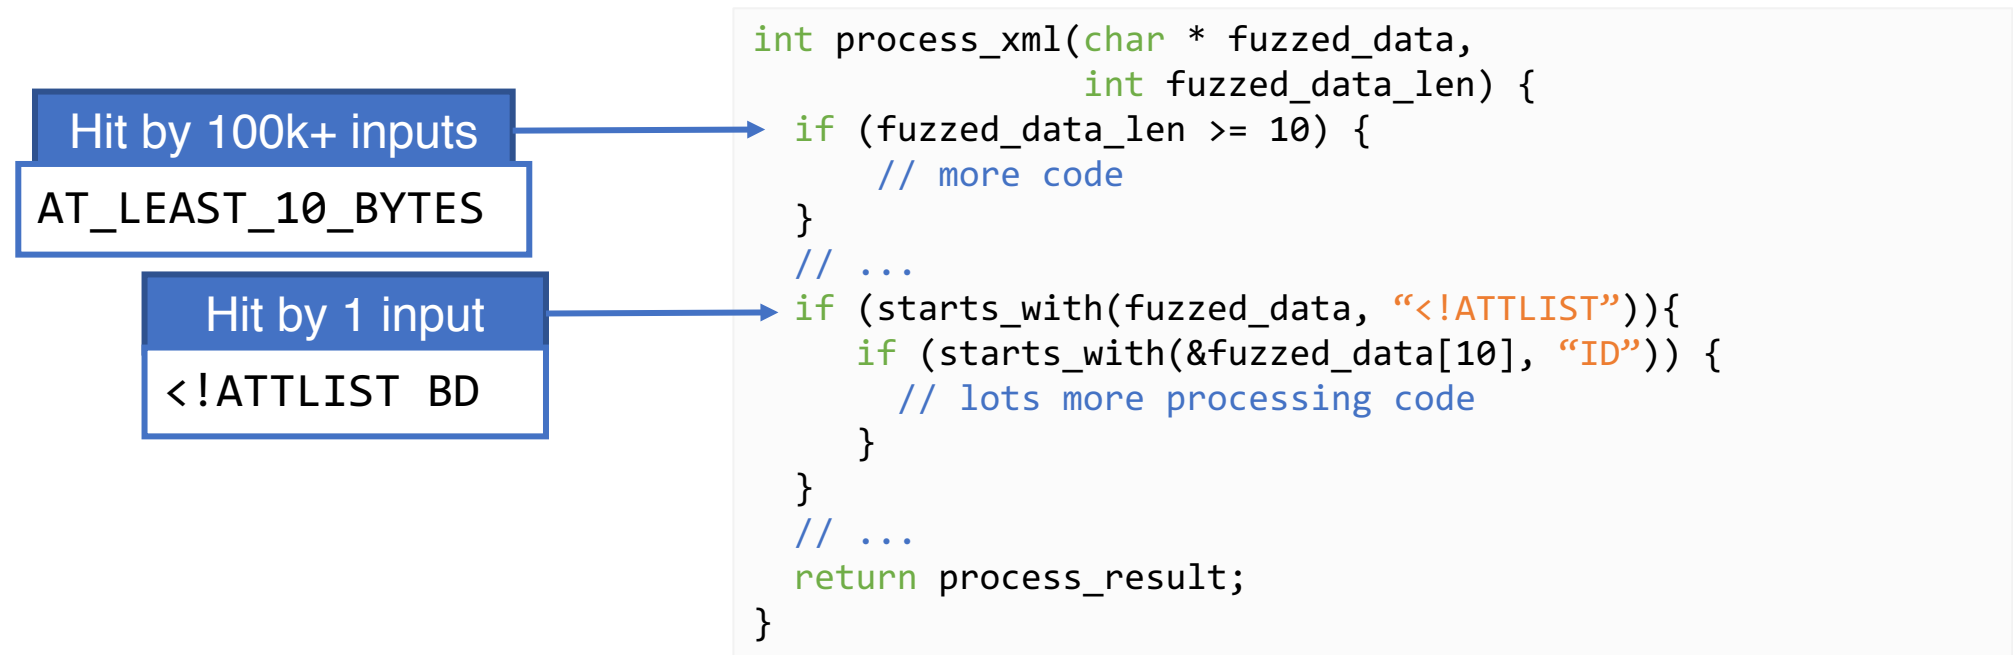 Hit by 100k+ inputs
AT_LEAST_10_BYTES
Hit by 1 input
<!ATTLIST BD
int process_xml(char * fuzzed_data,
                int fuzzed_data_len) {
  if (fuzzed_data_len >= 10) {
      // more code
  }
  // ...
  if (starts_with(fuzzed_data, “<!ATTLIST”)){
     if (starts_with(&fuzzed_data[10], “ID”)) {
       // lots more processing code
     }
  }
  // ...
  return process_result;
}